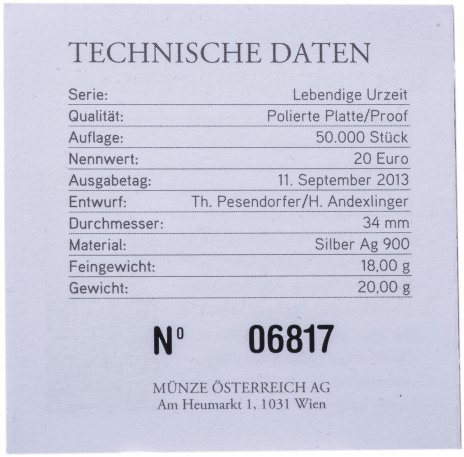 TECHNISCHE DATEN
Serie: Lebendige Urzeit
Qualität: Polierte Platte/Proof
Auflage: 50.000 Stück
Nennwert: 20 Euro
Ausgabetag: 11. September 2013
Entwurf: Th. Pesendorfer/H. Andexlinger
Durchmesser: 34 mm
Material: Silber Ag 900
Feingewicht: 18,00 g
Gewicht: 20,00 g
Nº 06817
MÜNZE ÖSTERREICH AG
Am Heumarkt 1, 1031 Wien